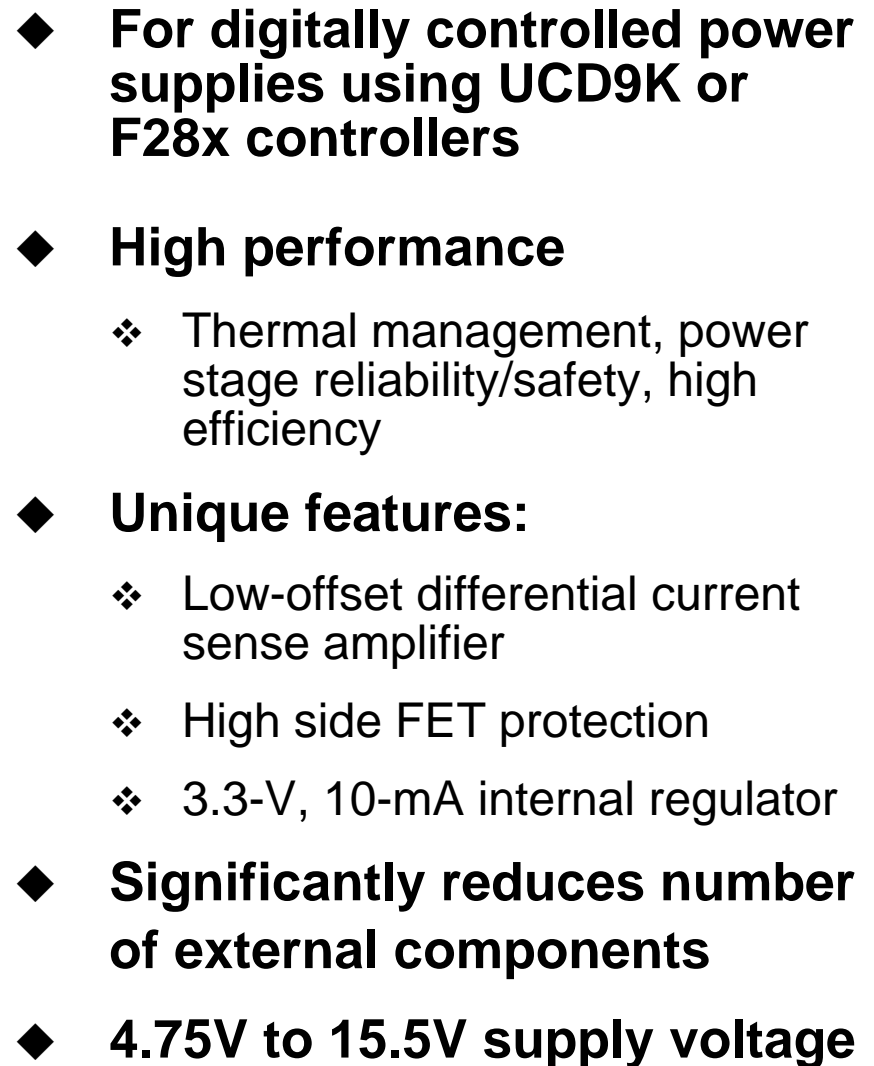 ◆ For digitally controlled power
supplies using UCD9K or
F28x controllers
◆ High performance
❖ Thermal management, power
stage reliability/safety, high
efficiency
◆ Unique features:
❖ Low-offset differential current
sense amplifier
❖ High side FET protection
❖ 3.3-V, 10-mA internal regulator
◆ Significantly reduces number
of external components
◆ 4.75V to 15.5V supply voltage